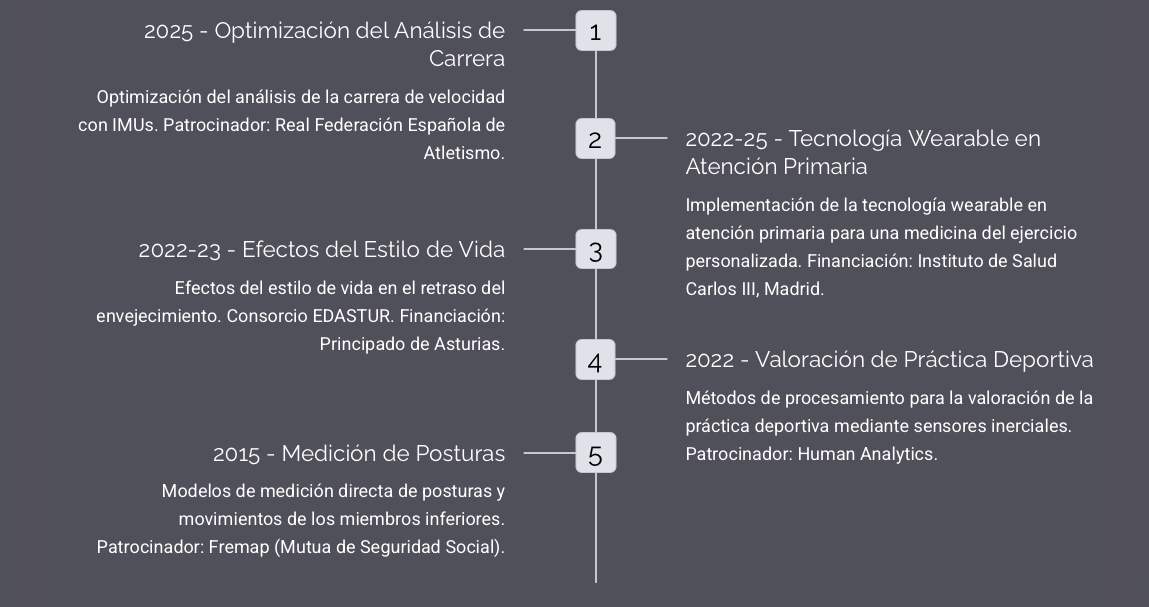 1
2025 - Optimización del Análisis de
Carrera
Optimización del análisis de la carrera de velocidad
con IMUs. Patrocinador: Real Federación Española de
Atletismo.
2
2022-25 - Tecnología Wearable en
Atención Primaria
Implementación de la tecnología wearable en
atención primaria para una medicina del ejercicio
personalizada. Financiación: Instituto de Salud
Carlos III, Madrid.
3
2022-23 - Efectos del Estilo de Vida
Efectos del estilo de vida en el retraso del
envejecimiento. Consorcio EDASTUR. Financiación:
Principado de Asturias.
4
2022 - Valoración de Práctica Deportiva
Métodos de procesamiento para la valoración de la
práctica deportiva mediante sensores inerciales.
Patrocinador: Human Analytics.
5
2015 - Medición de Posturas
Modelos de medición directa de posturas y
movimientos de los miembros inferiores.
Patrocinador: Fremap (Mutua de Seguridad Social).